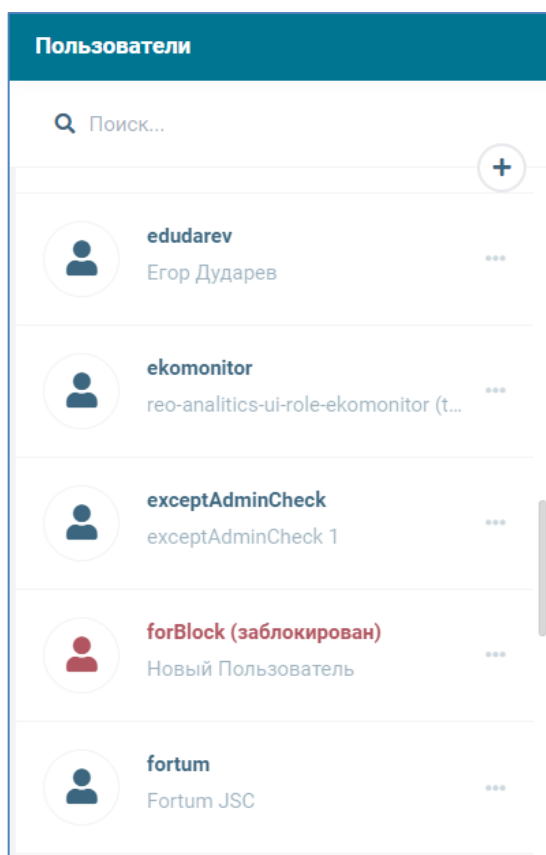 Пользователи
Поиск...
edudarev
Егор Дударев
ekomonitor
reo-analitics-ui-role-ekomonitor (t...
exceptAdminCheck
exceptAdminCheck 1
forBlock (заблокирован)
Новый Пользователь
fortum
Fortum JSC